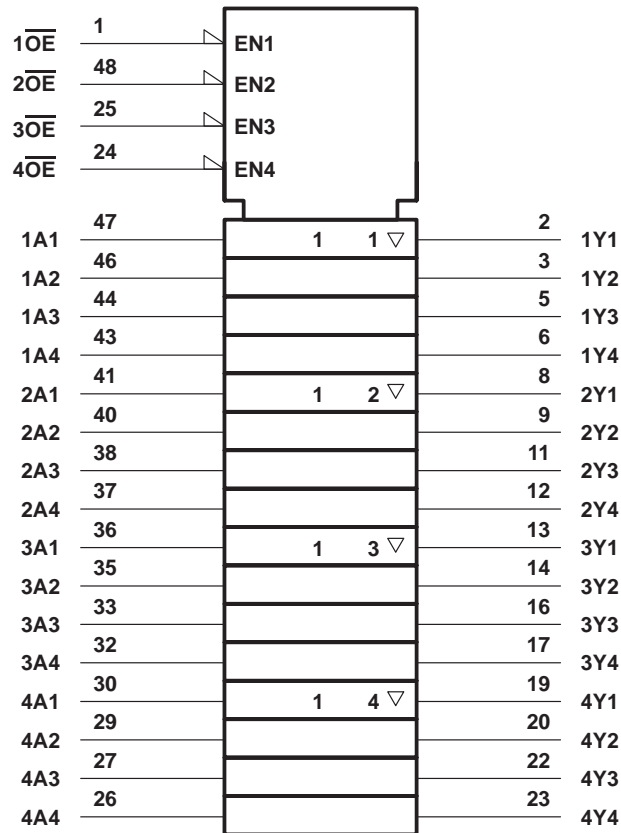 1O̅E̅ 1 EN1
2O̅E̅ 48 EN2
3O̅E̅ 25 EN3
4O̅E̅ 24 EN4
1A1 47 1 1 ▽ 2 1Y1
1A2 46 3 1Y2
1A3 44 5 1Y3
1A4 43 6 1Y4
2A1 41 1 2 ▽ 8 2Y1
2A2 40 9 2Y2
2A3 38 11 2Y3
2A4 37 12 2Y4
3A1 36 1 3 ▽ 13 3Y1
3A2 35 14 3Y2
3A3 33 16 3Y3
3A4 32 17 3Y4
4A1 30 1 4 ▽ 19 4Y1
4A2 29 20 4Y2
4A3 27 22 4Y3
4A4 26 23 4Y4